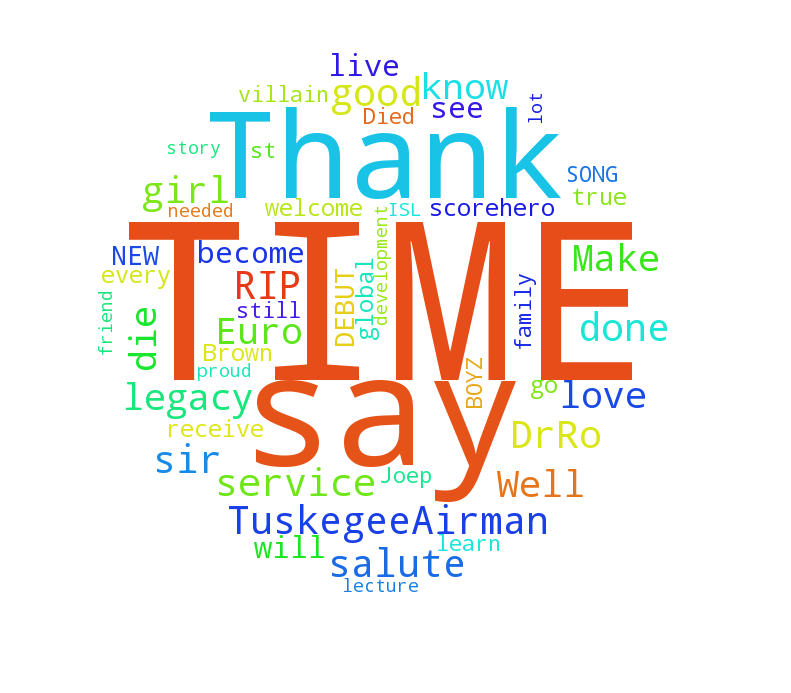 live
villain
good
know
Died
see
lot
Thank
story
st
SONG
girl
true
needed
welcome
ISL
scorehero
TIME
NEW
become
development
Make
every
RIP
DEBUT
global
family
friend
still
die
Euro
done
Brown
proud
BOYZ
go
legacy
say
love
receive
DrRo
sir
service
Joep
Well
TuskegeeAirman
will
learn
salute
lecture